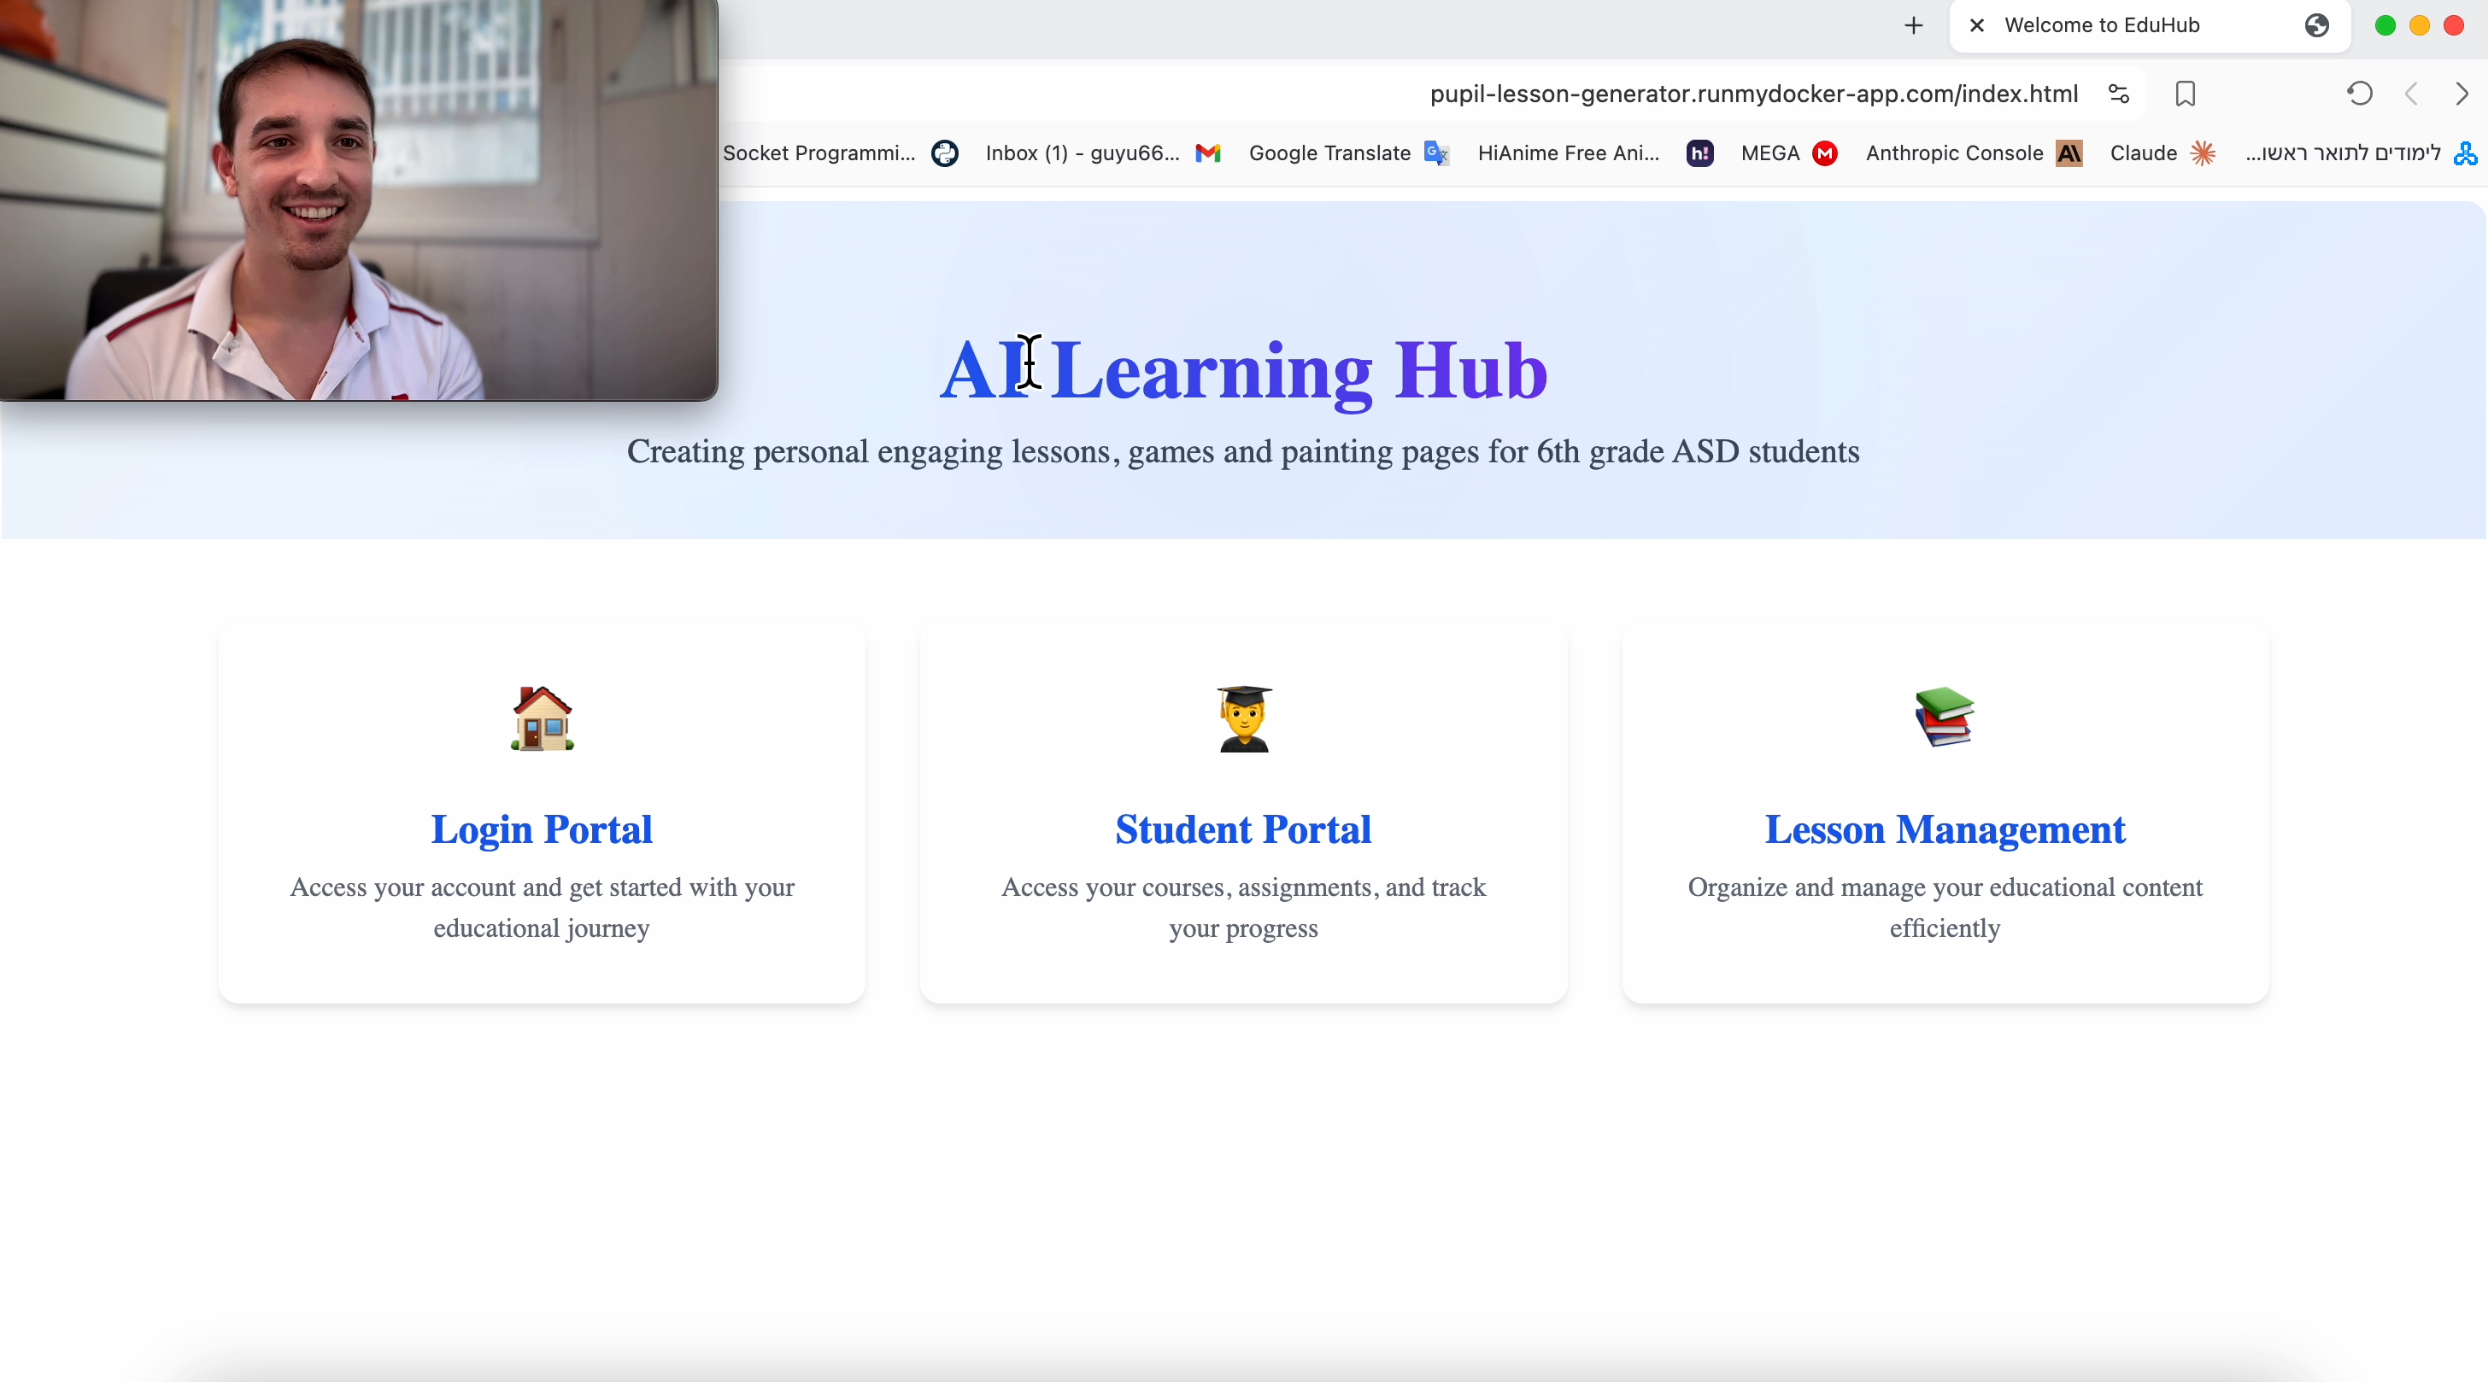 Welcome to EduHub
pupil-lesson-generator.runmydocker-app.com/index.html
Socket Programmi... Inbox (1) - guyu66... Google Translate HiAnime Free Ani... h! MEGA M Anthropic Console A\ Claude לימודים לתואר ראשו...
AI Learning Hub
Creating personal engaging lessons, games and painting pages for 6th grade ASD students
Login Portal
Access your account and get started with your
educational journey
Student Portal
Access your courses, assignments, and track
your progress
Lesson Management
Organize and manage your educational content
efficiently